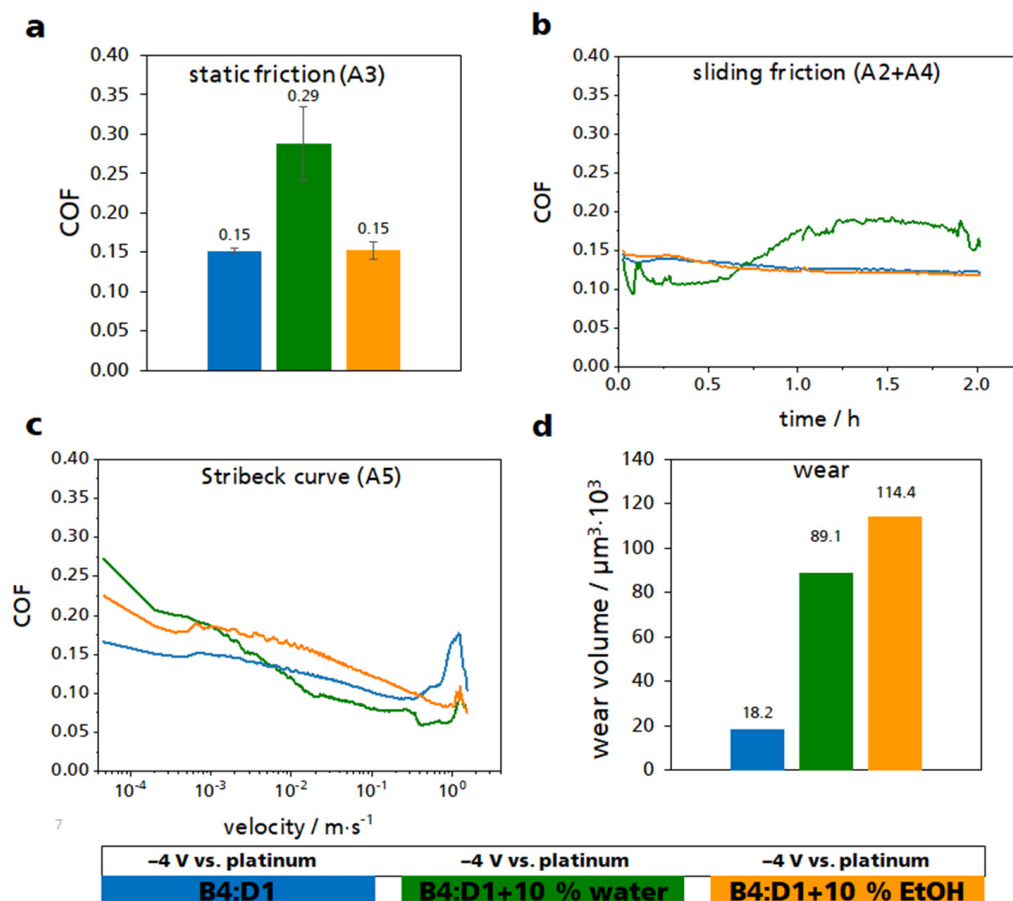 a
static friction (A3)
0.40
0.35
0.30
0.25
0.20
0.15
0.10
0.05
0.00
COF
0.15
0.29
0.15
b
sliding friction (A2+A4)
0.40
0.35
0.30
0.25
0.20
0.15
0.10
0.05
0.00
COF
0.0
0.5
1.0
1.5
2.0
time / h
c
Stribeck curve (A5)
0.40
0.35
0.30
0.25
0.20
0.15
0.10
0.05
0.00
COF
10⁻⁴
10⁻³
10⁻²
10⁻¹
10⁰
velocity / m·s⁻¹
d
wear
140
120
100
80
60
40
20
0
wear volume / µm³·10³
18.2
89.1
114.4
7
−4 V vs. platinum
−4 V vs. platinum
−4 V vs. platinum
B4:D1
B4:D1+10 % water
B4:D1+10 % EtOH